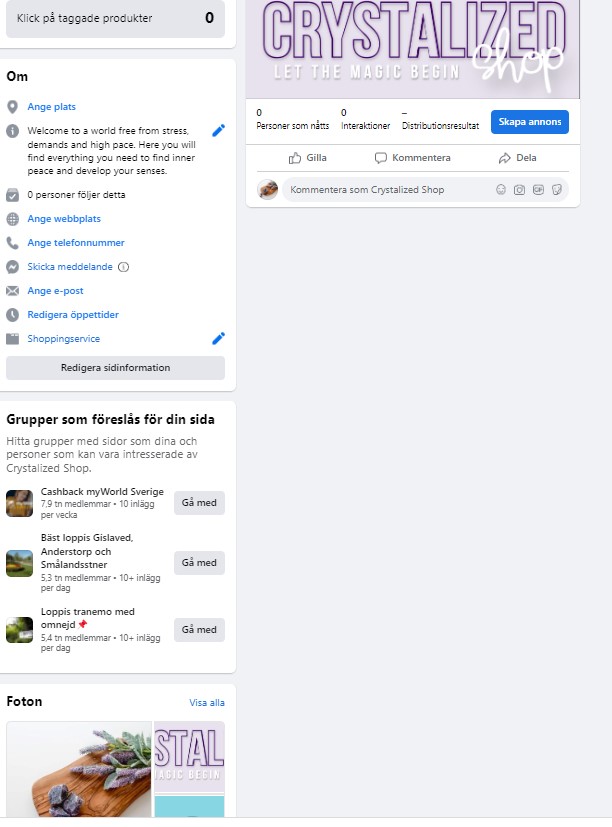 Klick på taggade produkter 0
Om
Ange plats
Welcome to a world free from stress,
demands and high pace. Here you will
find everything you need to find inner
peace and develop your senses.
0 personer följer detta
Ange webbplats
Ange telefonnummer
Skicka meddelande
Ange e-post
Redigera öppettider
Shoppingservice
Redigera sidinformation
Grupper som föreslås för din sida
Hitta grupper med sidor som dina och
personer som kan vara intresserade av
Crystalized Shop.
Cashback myWorld Sverige
7,9 tn medlemmar • 10 inlägg
per vecka
Gå med
Bäst loppis Gislaved,
Anderstorp och
Smålandsstner
5,3 tn medlemmar • 10+ inlägg
per dag
Gå med
Loppis tranemo med
omnejd 📌
5,4 tn medlemmar • 10+ inlägg
per dag
Gå med
Foton Visa alla
STAL
MAGIC BEGIN
CRYSTALIZED
shop
LET THE MAGIC BEGIN
0 0 –
Personer som nåtts Interaktioner Distributionsresultat
Skapa annons
Gilla Kommentera Dela
Kommentera som Crystalized Shop
GIF